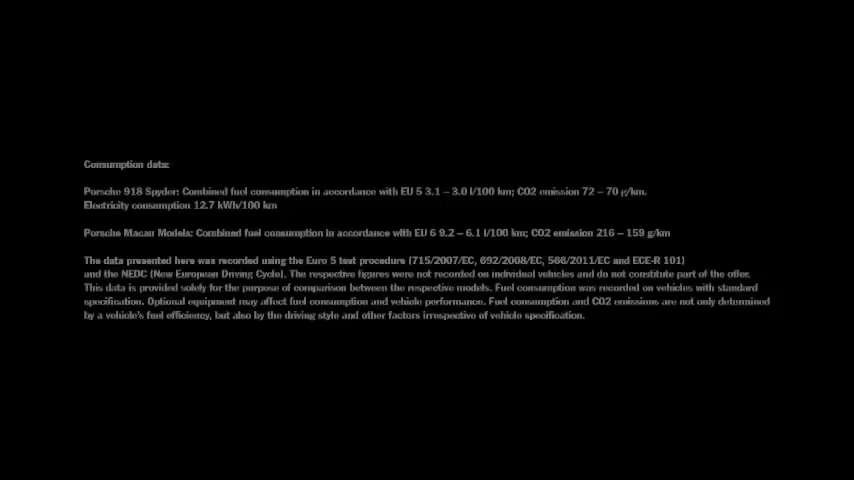 Consumption data:
Porsche 918 Spyder: Combined fuel consumption in accordance with EU 5 3.1 – 3.0 l/100 km; CO2 emission 72 – 70 g/km.
Electricity consumption 12.7 kWh/100 km
Porsche Macan Models: Combined fuel consumption in accordance with EU 6 9.2 – 6.1 l/100 km; CO2 emission 216 – 159 g/km
The data presented here was recorded using the Euro 5 test procedure (715/2007/EC, 692/2008/EC, 566/2011/EC and ECE-R 101)
and the NEDC (New European Driving Cycle). The respective figures were not recorded on individual vehicles and do not constitute part of the offer.
This data is provided solely for the purpose of comparison between the respective models. Fuel consumption was recorded on vehicles with standard
specification. Optional equipment may affect fuel consumption and vehicle performance. Fuel consumption and CO2 emissions are not only determined
by a vehicle's fuel efficiency, but also by the driving style and other factors irrespective of vehicle specification.